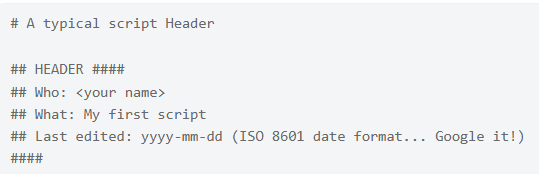 # A typical script Header
## HEADER ####
## Who: <your name>
## What: My first script
## Last edited: yyyy-mm-dd (ISO 8601 date format... Google it!)
####